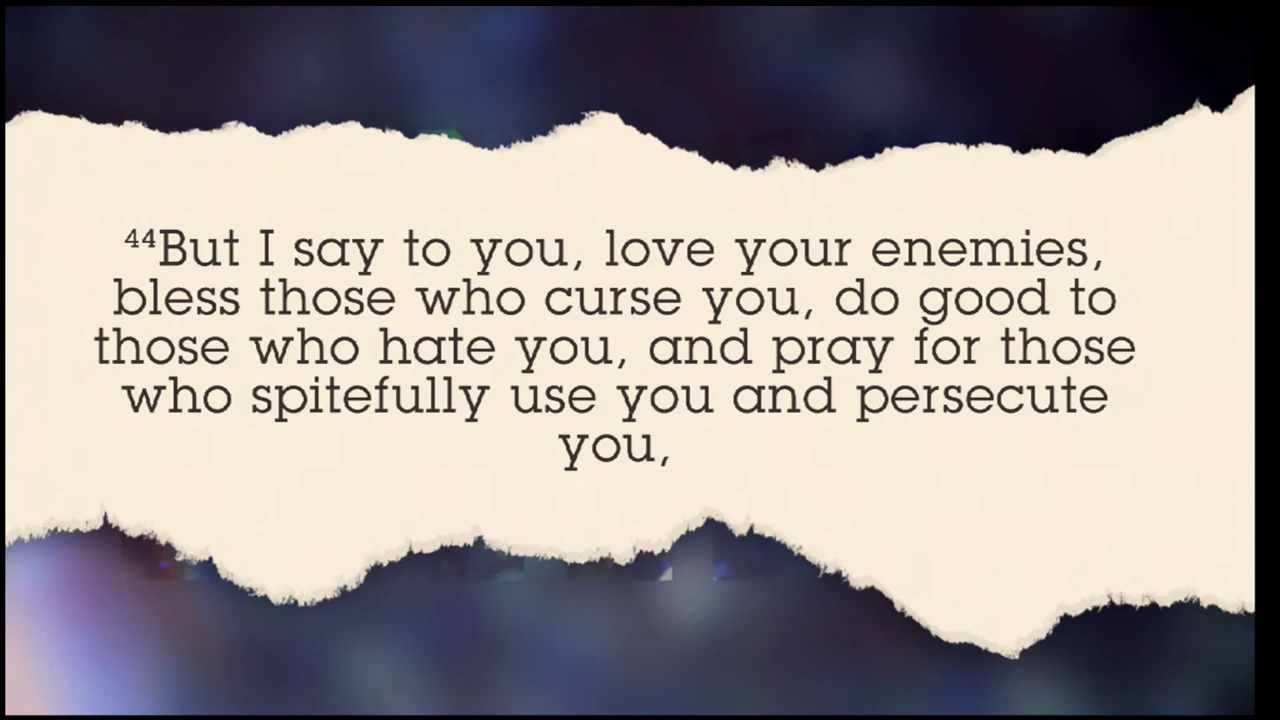 ⁴⁴But I say to you, love your enemies,
bless those who curse you, do good to
those who hate you, and pray for those
who spitefully use you and persecute
you,